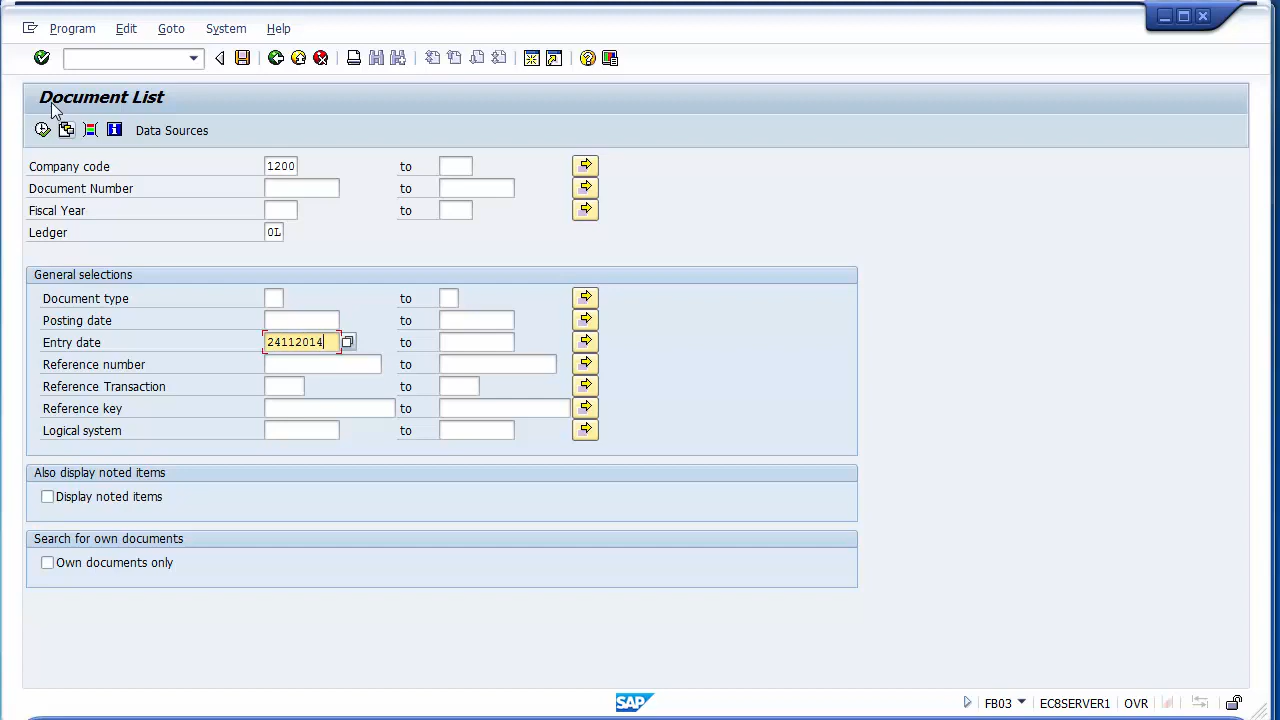 Program Edit Goto System Help
Document List
Data Sources
Company code 1200 to
Document Number to
Fiscal Year to
Ledger 0L
General selections
Document type to
Posting date to
Entry date 24112014 to
Reference number to
Reference Transaction to
Reference key to
Logical system to
Also display noted items
Display noted items
Search for own documents
Own documents only
SAP FB03 EC8SERVER1 OVR